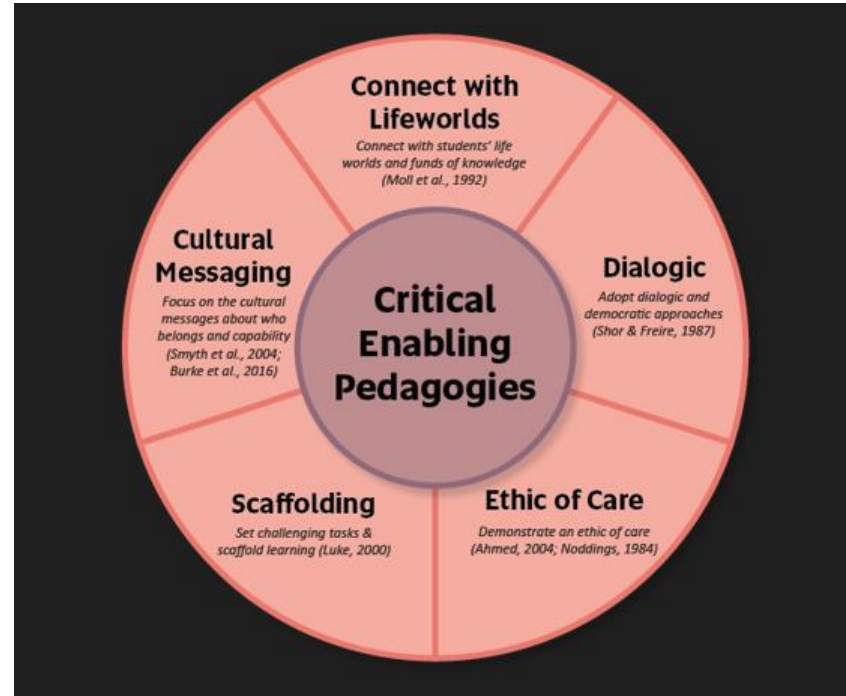 Connect with
Lifeworlds
Connect with students' life
worlds and funds of knowledge
(Moll et al., 1992)
Dialogic
Adopt dialogic and
democratic approaches
(Shor & Freire, 1987)
Ethic of Care
Demonstrate an ethic of care
(Ahmed, 2004; Noddings, 1984)
Scaffolding
Set challenging tasks &
scaffold learning (Luke, 2000)
Cultural
Messaging
Focus on the cultural
messages about who
belongs and capability
(Smyth et al., 2004;
Burke et al., 2016)
Critical
Enabling
Pedagogies